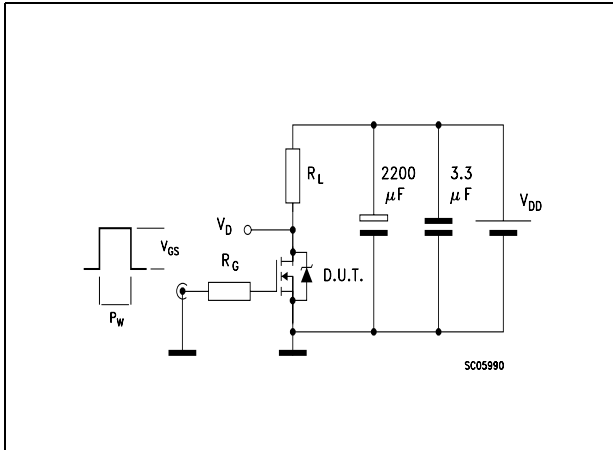 R_L
2200
μF
3.3
μF
V_DD
V_D
V_GS
R_G
D.U.T.
P_W
SC05990